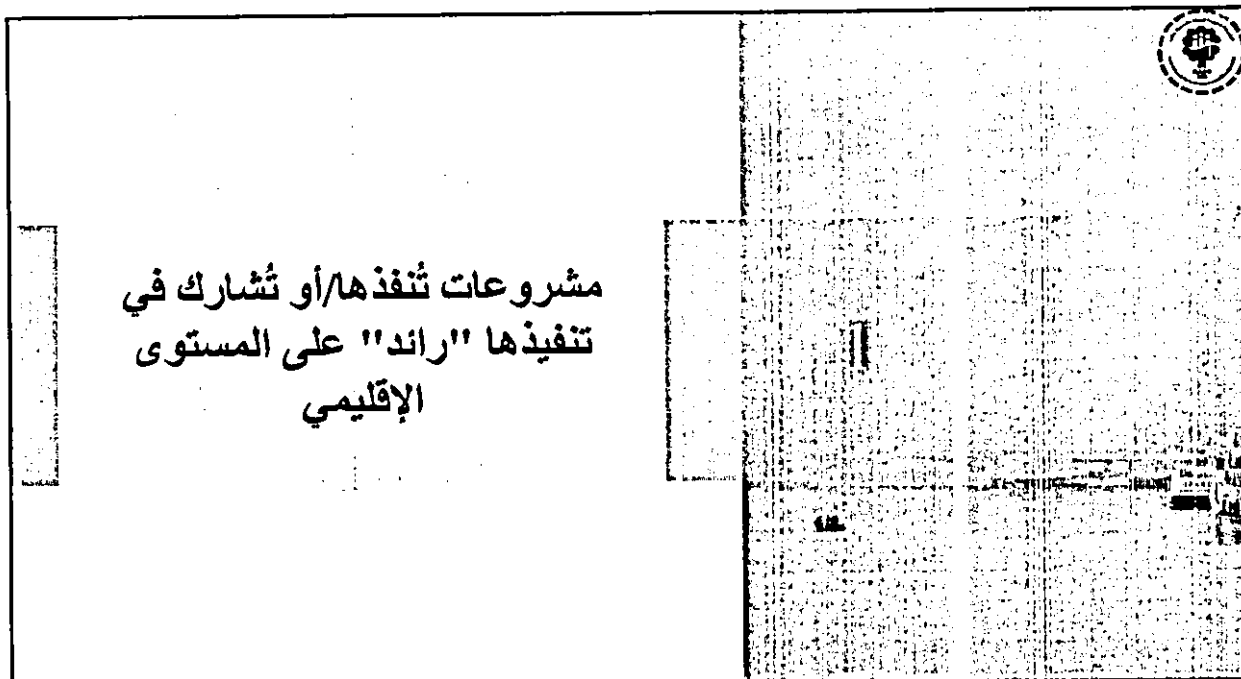 مشروعات تُنفذها/أو تُشارك في
تنفيذها "رائد" على المستوى
الإقليمي